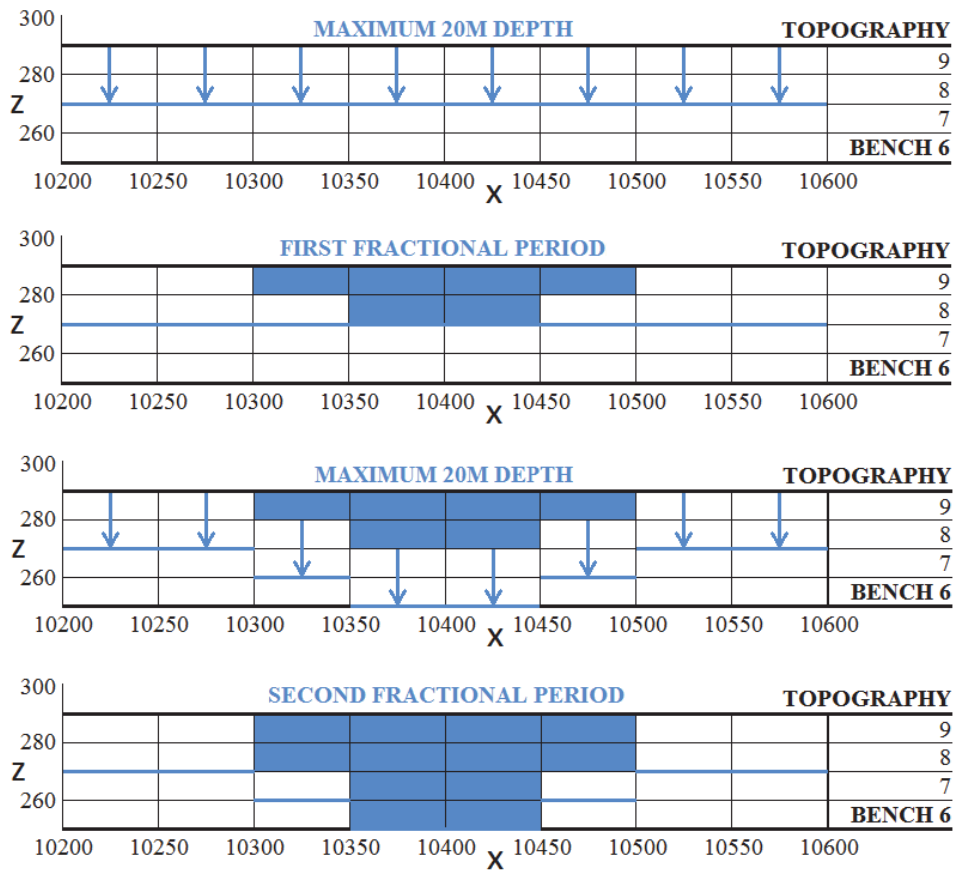 300 MAXIMUM 20M DEPTH TOPOGRAPHY
9
280 8
Z 7
260 BENCH 6
10200 10250 10300 10350 10400 10450 10500 10550 10600
X
300 FIRST FRACTIONAL PERIOD TOPOGRAPHY
9
280 8
Z 7
260 BENCH 6
10200 10250 10300 10350 10400 10450 10500 10550 10600
X
300 MAXIMUM 20M DEPTH TOPOGRAPHY
9
280 8
Z 7
260 BENCH 6
10200 10250 10300 10350 10400 10450 10500 10550 10600
X
300 SECOND FRACTIONAL PERIOD TOPOGRAPHY
9
280 8
Z 7
260 BENCH 6
10200 10250 10300 10350 10400 10450 10500 10550 10600
X